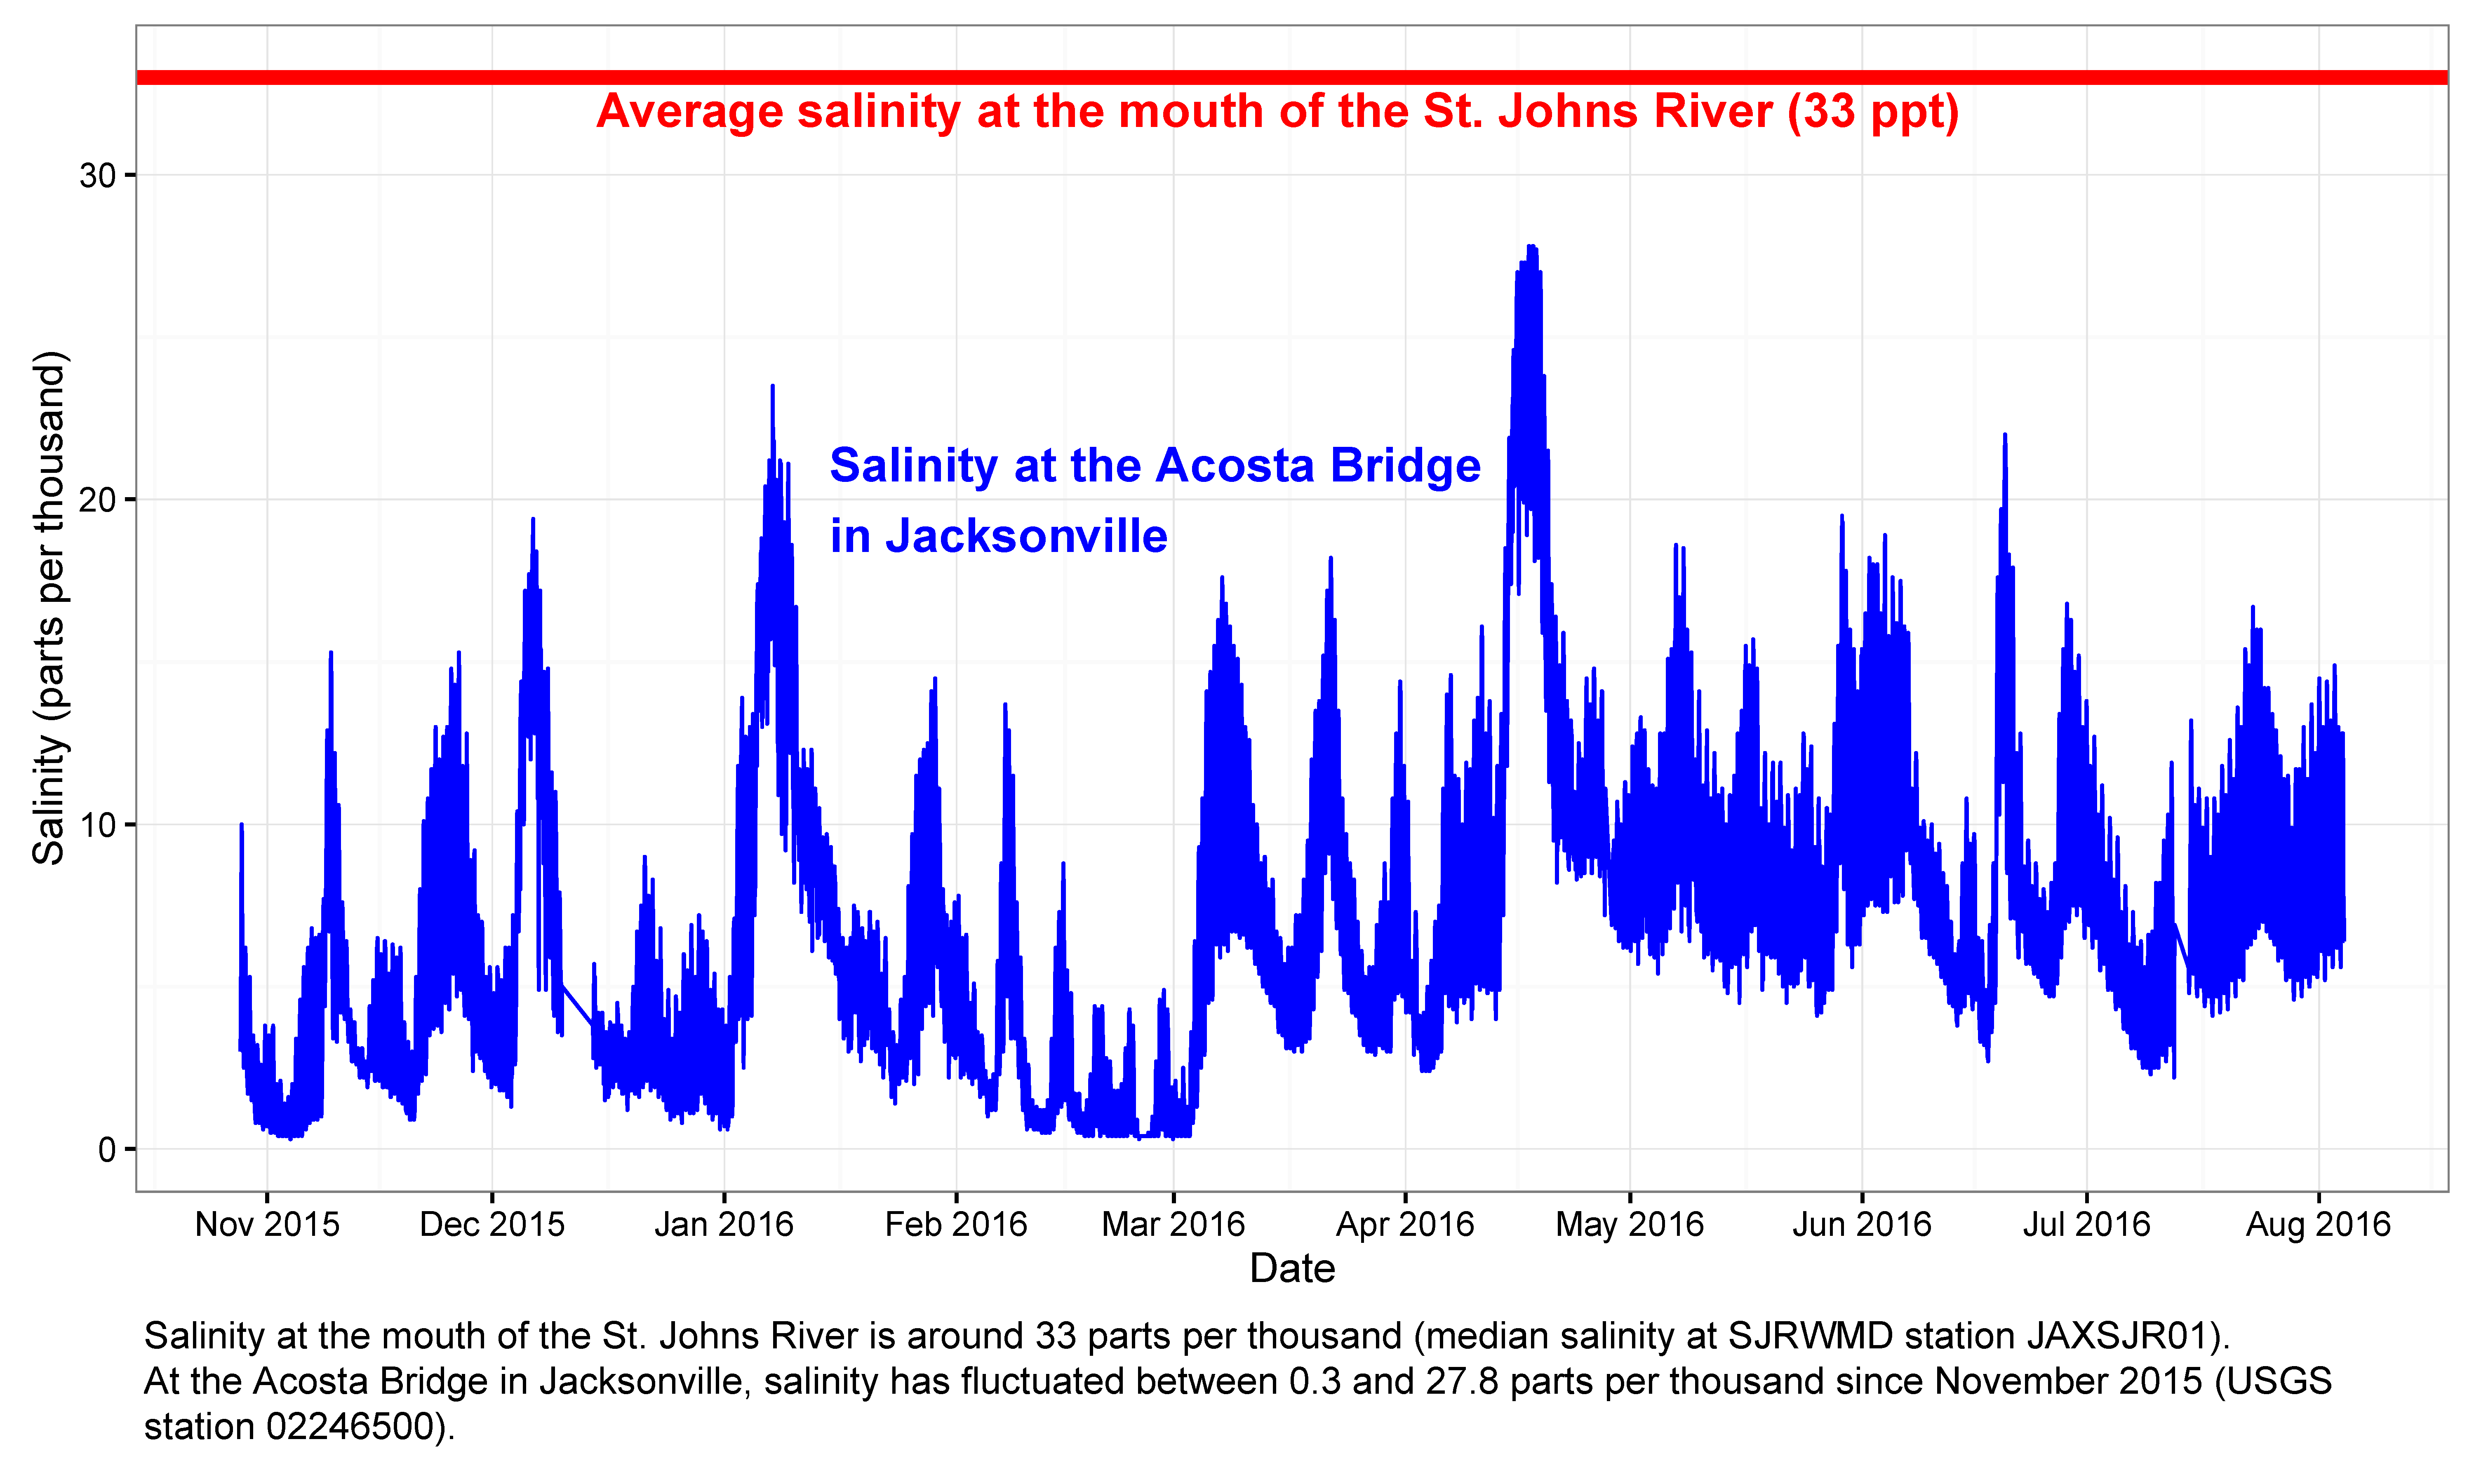 Average salinity at the mouth of the St. Johns River (33 ppt)
30
Salinity at the Acosta Bridge
in Jacksonville
20
10
0
Salinity (parts per thousand)
Nov 2015 Dec 2015 Jan 2016 Feb 2016 Mar 2016 Apr 2016 May 2016 Jun 2016 Jul 2016 Aug 2016
Date
Salinity at the mouth of the St. Johns River is around 33 parts per thousand (median salinity at SJRWMD station JAXSJR01).
At the Acosta Bridge in Jacksonville, salinity has fluctuated between 0.3 and 27.8 parts per thousand since November 2015 (USGS
station 02246500).